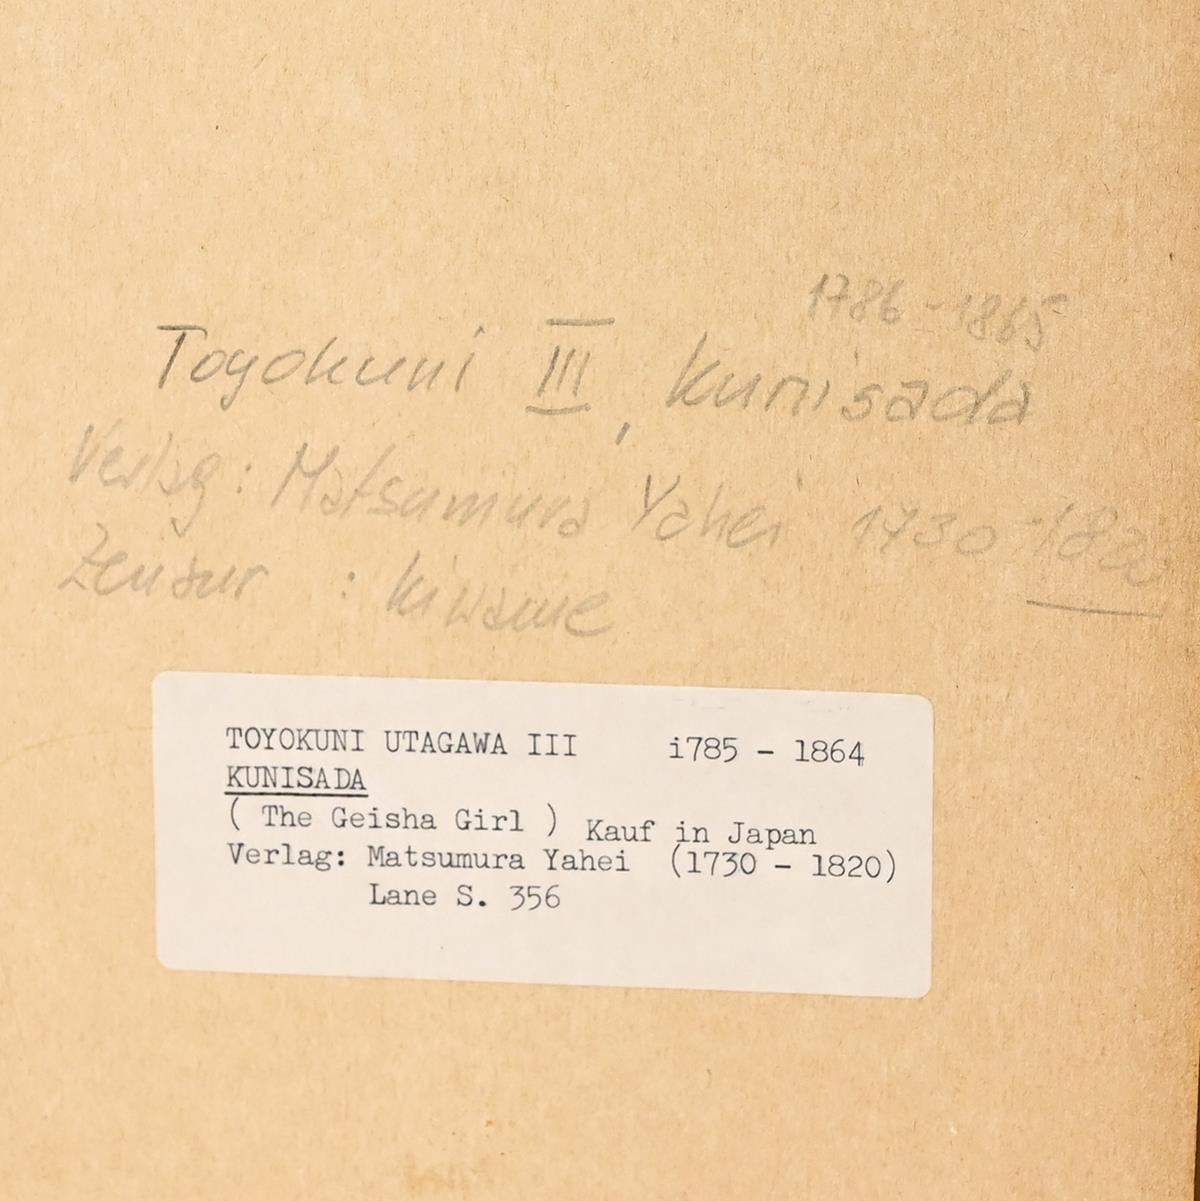 1786 - 1865
Toyokuni III, Kunisada
Verlag: Matsumura Yahei 1730 - 1820
Zensur : Kiwame
TOYOKUNI UTAGAWA III i785 - 1864
KUNISADA
( The Geisha Girl ) Kauf in Japan
Verlag: Matsumura Yahei (1730 - 1820)
Lane S. 356